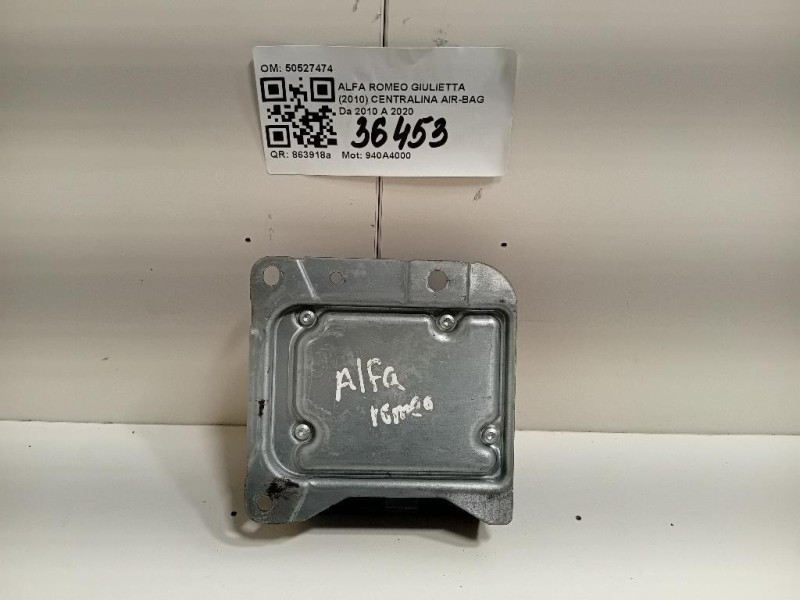 OM: 50527474
ALFA ROMEO GIULIETTA
(2010) CENTRALINA AIR-BAG
Da 2010 A 2020
36453
QR: 863918a Mot: 940A4000
Alfa
romeo